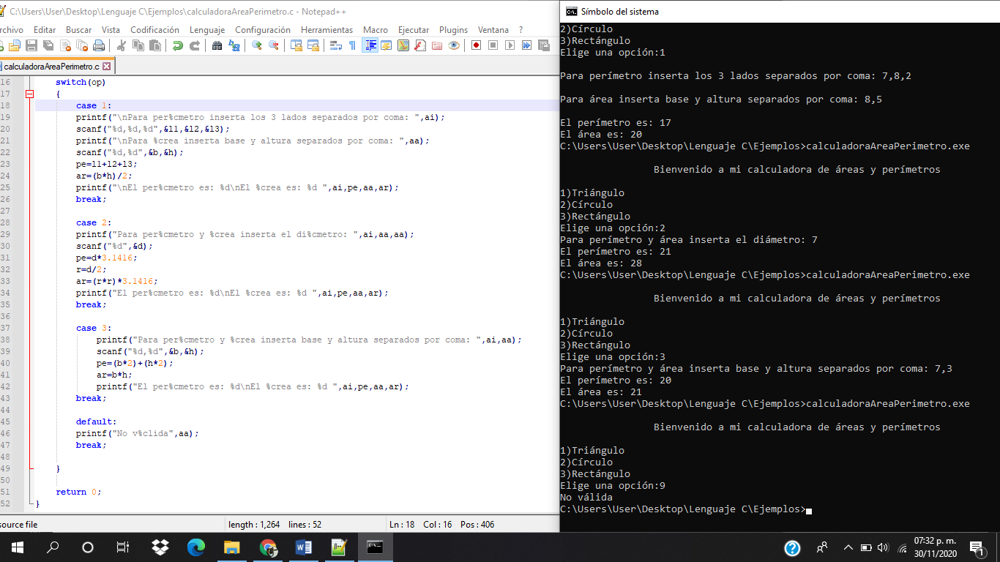 C:\Users\User\Desktop\Lenguaje C\Ejemplos\calculadoraAreaPerimetro.c - Notepad++
rchivo Editar Buscar Vista Codificación Lenguaje Configuración Herramientas Macro Ejecutar Plugins Ventana ?
calculadoraAreaPerimetro.c
16 switch(op)
17 {
18 case 1:
19 printf("\nPara per%cmetro inserta los 3 lados separados por coma: ",ai);
20 scanf("%d,%d,%d",&l1,&l2,&l3);
21 printf("\nPara %crea inserta base y altura separados por coma: ",aa);
22 scanf("%d,%d",&b,&h);
23 pe=l1+l2+l3;
24 ar=(b*h)/2;
25 printf("\nEl per%cmetro es: %d\nEl %crea es: %d ",ai,pe,aa,ar);
26 break;
27
28 case 2:
29 printf("Para per%cmetro y %crea inserta el di%cmetro: ",ai,aa,aa);
30 scanf("%d",&d);
31 pe=d*3.1416;
32 r=d/2;
33 ar=(r*r)*3.1416;
34 printf("El per%cmetro es: %d\nEl %crea es: %d ",ai,pe,aa,ar);
35 break;
36
37 case 3:
38 printf("Para per%cmetro y %crea inserta base y altura separados por coma: ",ai,aa);
39 scanf("%d,%d",&b,&h);
40 pe=(b*2)+(h*2);
41 ar=b*h;
42 printf("El per%cmetro es: %d\nEl %crea es: %d ",ai,pe,aa,ar);
43 break;
44
45 default:
46 printf("No v%clida",aa);
47 break;
48
49 }
50
51 return 0;
52 }
source file length : 1,264 lines : 52 Ln : 18 Col : 16 Pos : 406
Símbolo del sistema
2)Círculo
3)Rectángulo
Elige una opción:1
Para perímetro inserta los 3 lados separados por coma: 7,8,2
Para área inserta base y altura separados por coma: 8,5
El perímetro es: 17
El área es: 20
C:\Users\User\Desktop\Lenguaje C\Ejemplos>calculadoraAreaPerimetro.exe
Bienvenido a mi calculadora de áreas y perímetros
1)Triángulo
2)Círculo
3)Rectángulo
Elige una opción:2
Para perímetro y área inserta el diámetro: 7
El perímetro es: 21
El área es: 28
C:\Users\User\Desktop\Lenguaje C\Ejemplos>calculadoraAreaPerimetro.exe
Bienvenido a mi calculadora de áreas y perímetros
1)Triángulo
2)Círculo
3)Rectángulo
Elige una opción:3
Para perímetro y área inserta base y altura separados por coma: 7,3
El perímetro es: 20
El área es: 21
C:\Users\User\Desktop\Lenguaje C\Ejemplos>calculadoraAreaPerimetro.exe
Bienvenido a mi calculadora de áreas y perímetros
1)Triángulo
2)Círculo
3)Rectángulo
Elige una opción:9
No válida
C:\Users\User\Desktop\Lenguaje C\Ejemplos>
07:32 p. m.
30/11/2020
1